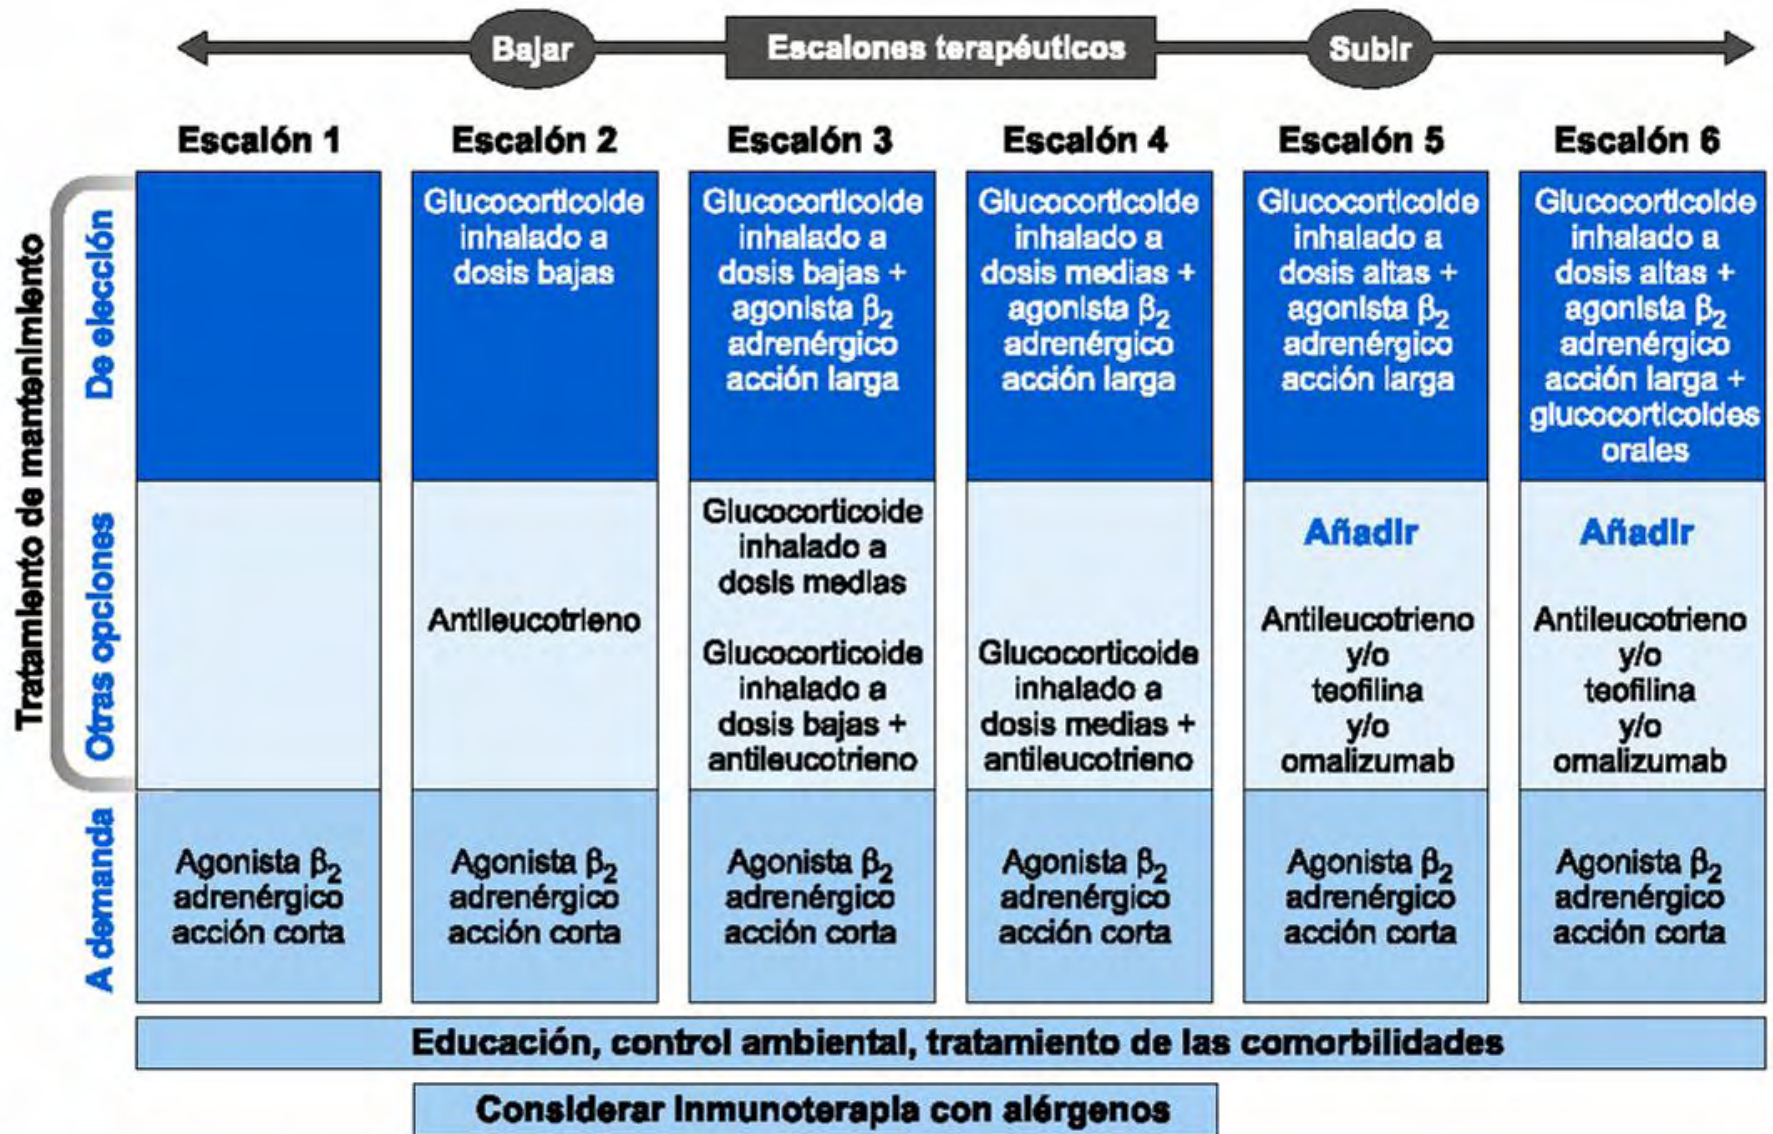 Bajar
Escalones terapéuticos
Subir
Escalón 1
Escalón 2
Escalón 3
Escalón 4
Escalón 5
Escalón 6
Tratamiento de mantenimiento
De elección
Glucocorticoide
inhalado a
dosis bajas
Glucocorticoide
inhalado a
dosis bajas +
agonista β₂
adrenérgico
acción larga
Glucocorticoide
inhalado a
dosis medias +
agonista β₂
adrenérgico
acción larga
Glucocorticoide
inhalado a
dosis altas +
agonista β₂
adrenérgico
acción larga
Glucocorticoide
inhalado a
dosis altas +
agonista β₂
adrenérgico
acción larga +
glucocorticoides
orales
Otras opciones
Antileucotrieno
Glucocorticoide
inhalado a
dosis medias
Glucocorticoide
inhalado a
dosis bajas +
antileucotrieno
Glucocorticoide
inhalado a
dosis medias +
antileucotrieno
Añadir
Antileucotrieno
y/o
teofilina
y/o
omalizumab
Añadir
Antileucotrieno
y/o
teofilina
y/o
omalizumab
A demanda
Agonista β₂
adrenérgico
acción corta
Agonista β₂
adrenérgico
acción corta
Agonista β₂
adrenérgico
acción corta
Agonista β₂
adrenérgico
acción corta
Agonista β₂
adrenérgico
acción corta
Agonista β₂
adrenérgico
acción corta
Educación, control ambiental, tratamiento de las comorbilidades
Considerar inmunoterapia con alérgenos